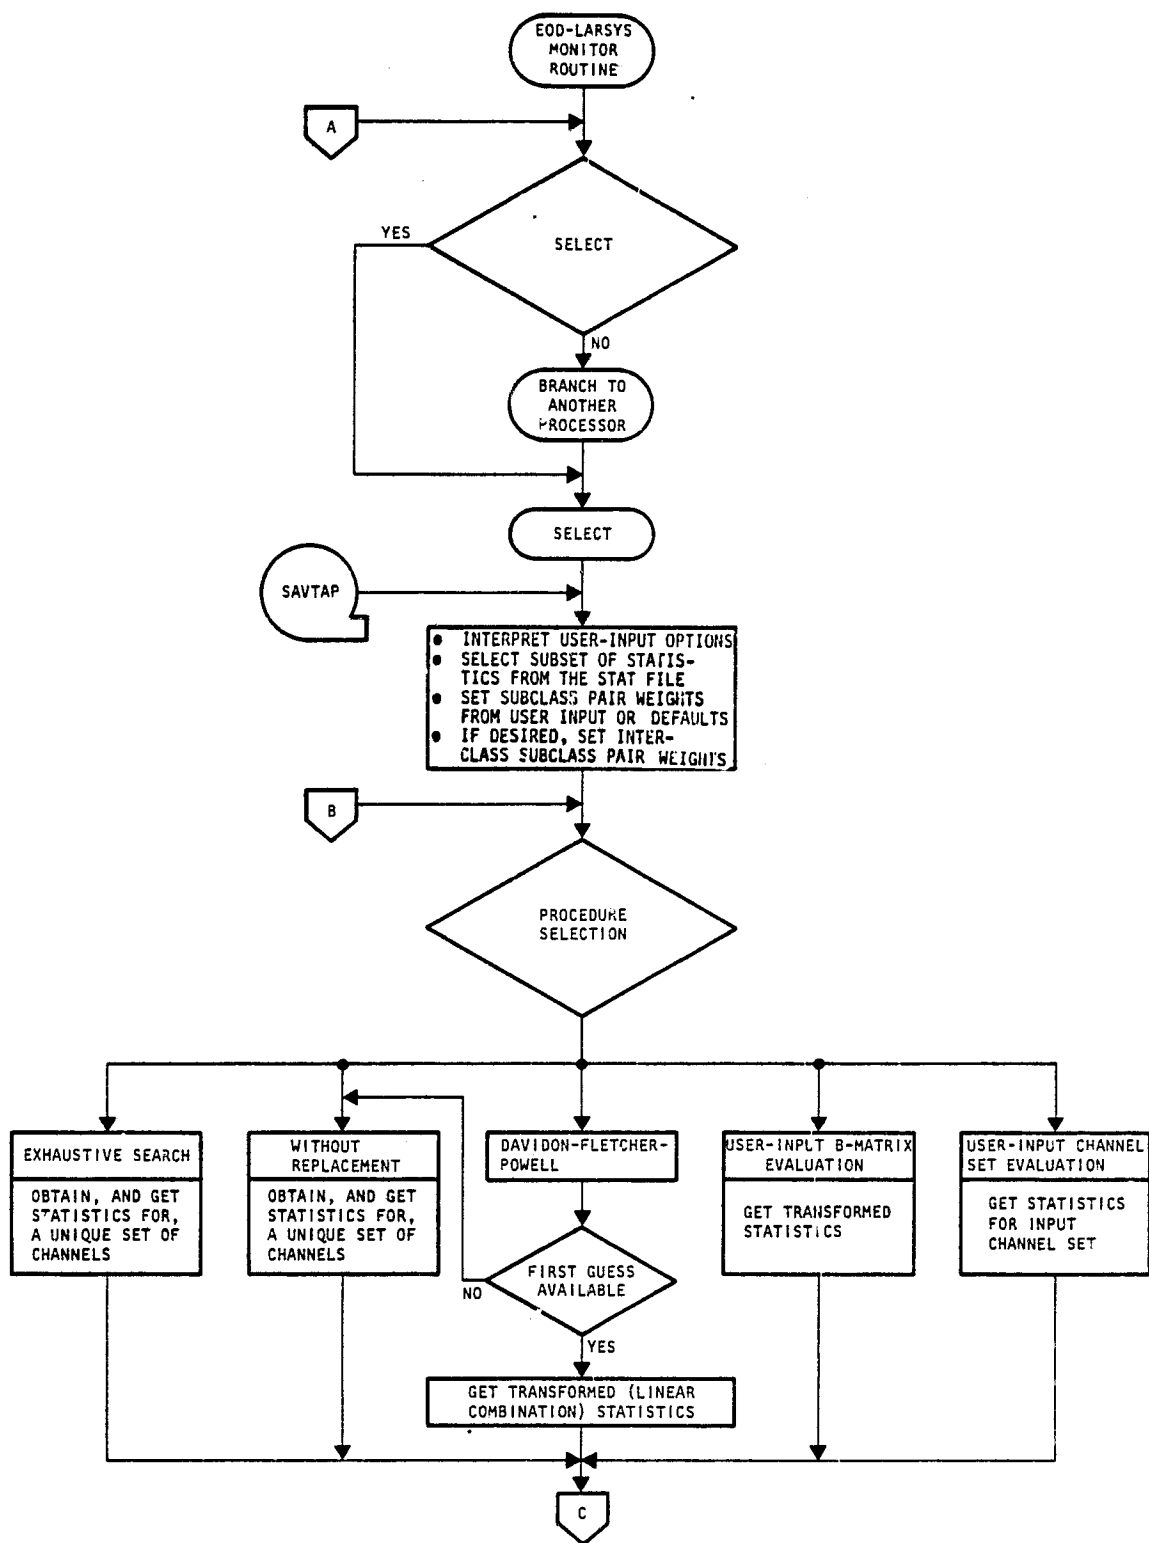 EOD-LARSYS
MONITOR
ROUTINE
A
YES
SELECT
NO
BRANCH TO
ANOTHER
PROCESSOR
SELECT
SAVTAP
● INTERPRET USER-INPUT OPTIONS
● SELECT SUBSET OF STATIS-
TICS FROM THE STAT FILE
● SET SUBCLASS PAIR WEIGHTS
FROM USER INPUT OR DEFAULTS
● IF DESIRED, SET INTER-
CLASS SUBCLASS PAIR WEIGHTS
B
PROCEDURE
SELECTION
EXHAUSTIVE SEARCH
OBTAIN, AND GET
STATISTICS FOR,
A UNIQUE SET OF
CHANNELS
WITHOUT
REPLACEMENT
OBTAIN, AND GET
STATISTICS FOR,
A UNIQUE SET OF
CHANNELS
DAVIDON-FLETCHER-
POWELL
FIRST GUESS
AVAILABLE
NO
YES
GET TRANSFORMED (LINEAR
COMBINATION) STATISTICS
USER-INPUT B-MATRIX
EVALUATION
GET TRANSFORMED
STATISTICS
USER-INPUT CHANNEL
SET EVALUATION
GET STATISTICS
FOR INPUT
CHANNEL SET
C